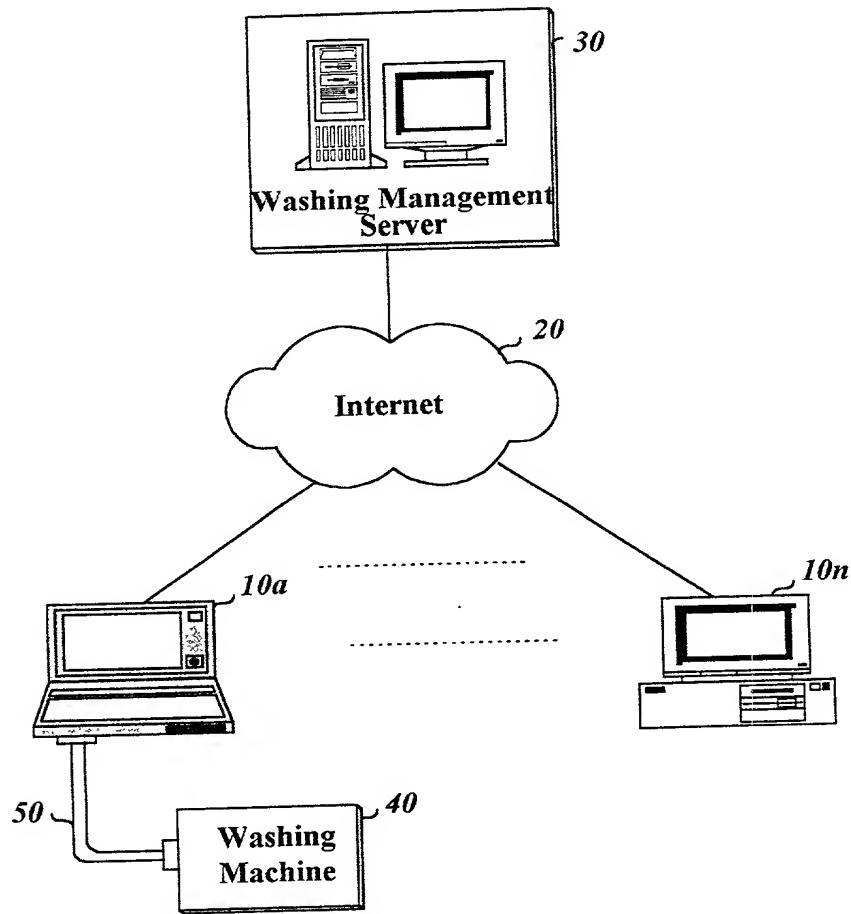 30
Washing Management
Server
20
Internet
10a
10n
50
40
Washing
Machine